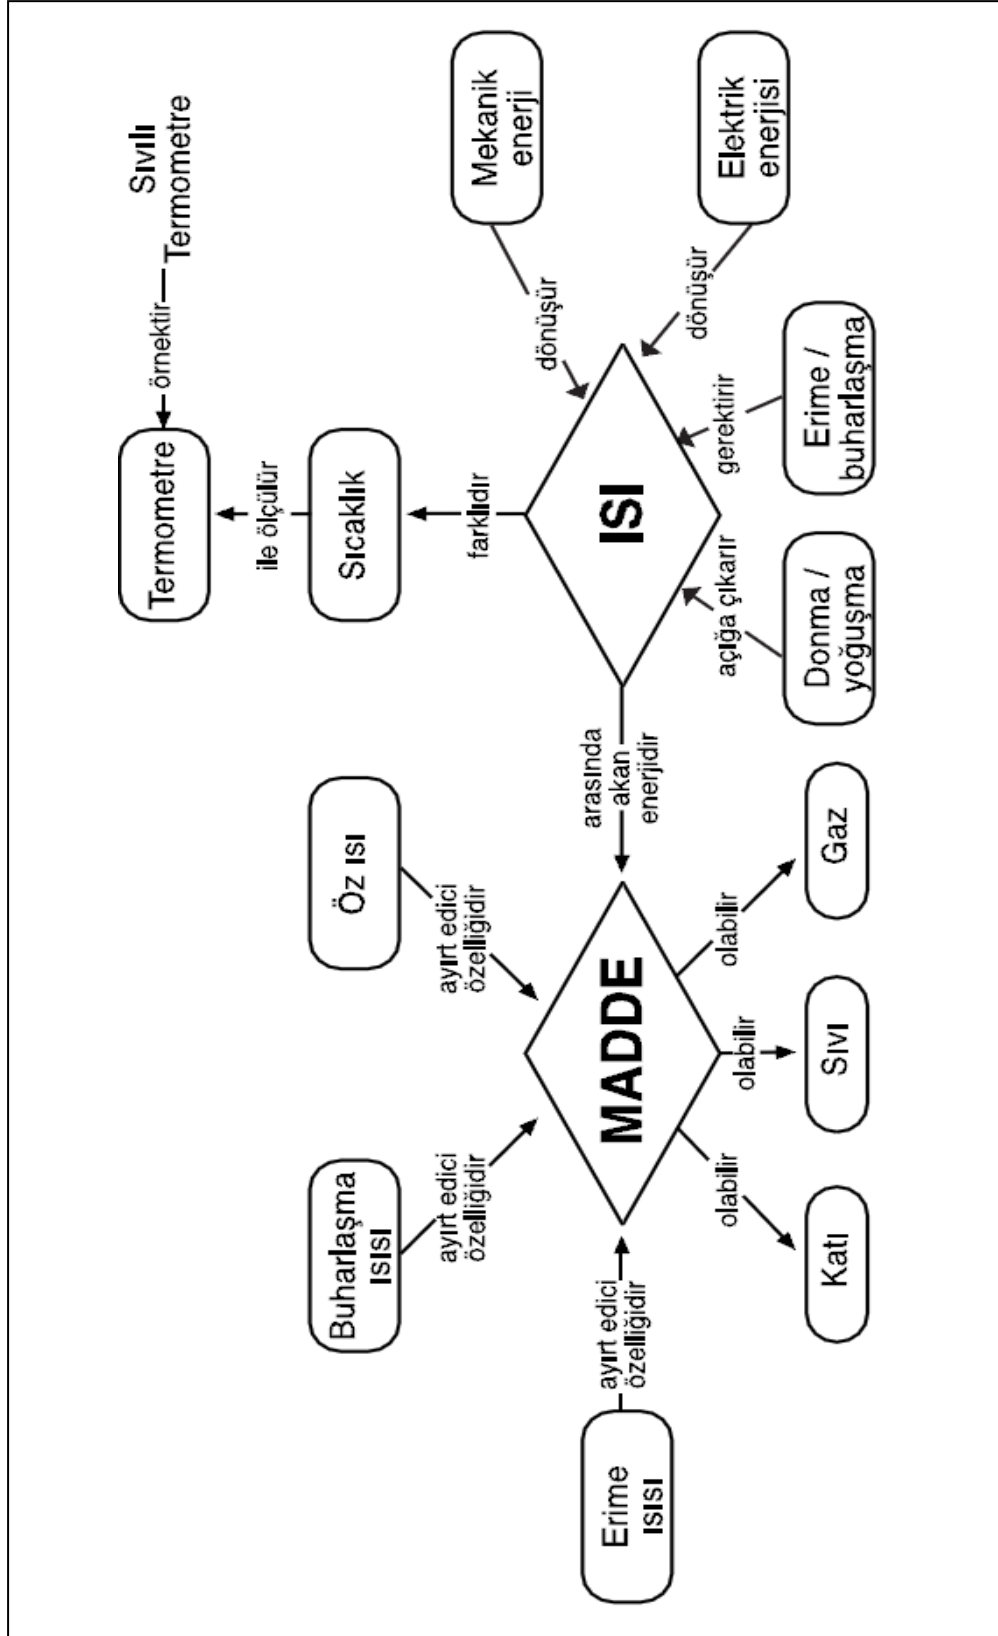 Sıvılı
Termometre
örnektir
Termometre
ile ölçülür
Sıcaklık
farklıdır
Mekanik
enerji
dönüşür
Elektrik
enerjisi
dönüşür
ISI
gerektirir
Erime /
buharlaşma
açığa çıkarır
Donma /
yoğuşma
arasında
akan
enerjidir
Öz ısı
ayırt edici
özelliğidir
Buharlaşma
ısısı
ayırt edici
özelliğidir
MADDE
Erime
ısısı
ayırt edici
özelliğidir
olabilir
Katı
olabilir
Sıvı
olabilir
Gaz